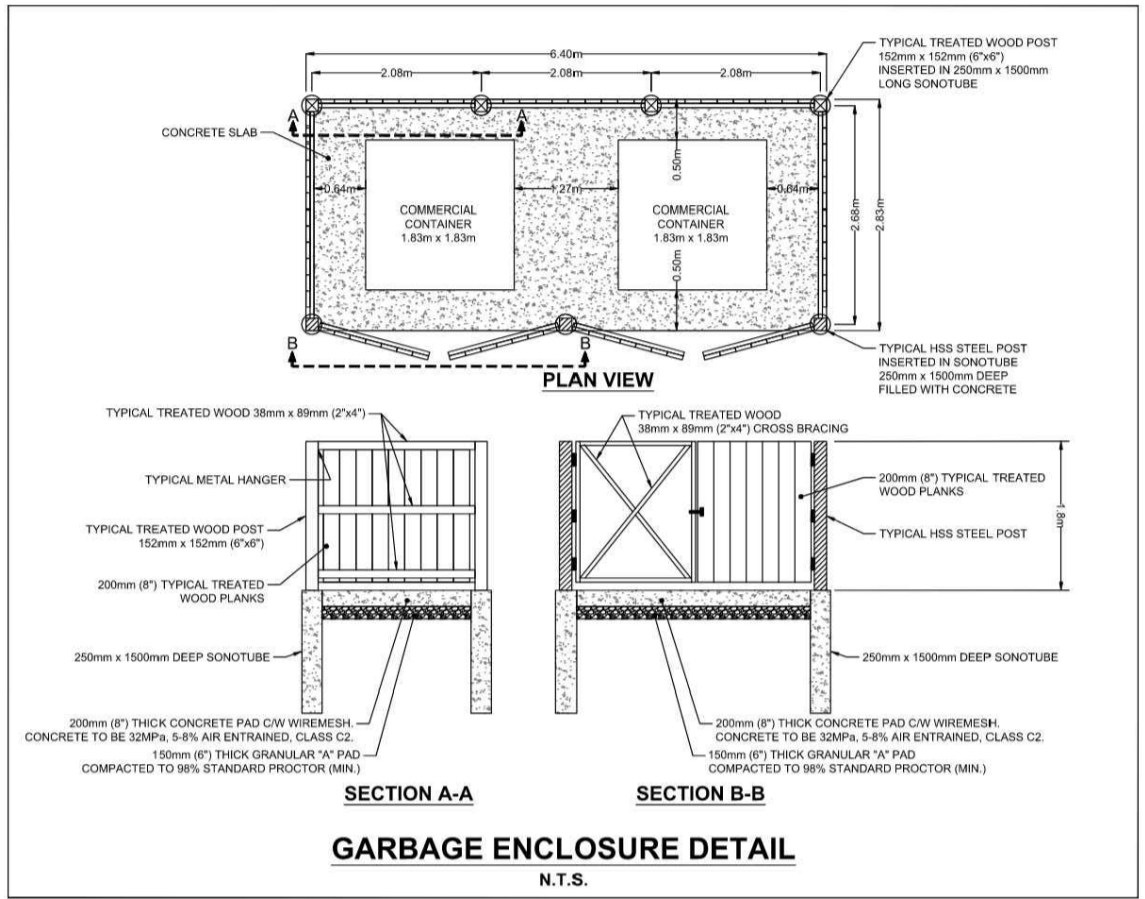 6.40m
2.08m
2.08m
2.08m
TYPICAL TREATED WOOD POST
152mm x 152mm (6"x6")
INSERTED IN 250mm x 1500mm
LONG SONOTUBE
A
A
CONCRETE SLAB
0.64m
COMMERCIAL
CONTAINER
1.83m x 1.83m
1.27m
0.50m
COMMERCIAL
CONTAINER
1.83m x 1.83m
0.50m
0.64m
2.68m
2.83m
B
B
PLAN VIEW
TYPICAL HSS STEEL POST
INSERTED IN SONOTUBE
250mm x 1500mm DEEP
FILLED WITH CONCRETE
TYPICAL TREATED WOOD 38mm x 89mm (2"x4")
TYPICAL METAL HANGER
TYPICAL TREATED WOOD POST
152mm x 152mm (6"x6")
200mm (8") TYPICAL TREATED
WOOD PLANKS
250mm x 1500mm DEEP SONOTUBE
200mm (8") THICK CONCRETE PAD C/W WIREMESH.
CONCRETE TO BE 32MPa, 5-8% AIR ENTRAINED, CLASS C2.
150mm (6") THICK GRANULAR "A" PAD
COMPACTED TO 98% STANDARD PROCTOR (MIN.)
SECTION A-A
TYPICAL TREATED WOOD
38mm x 89mm (2"x4") CROSS BRACING
200mm (8") TYPICAL TREATED
WOOD PLANKS
1.8m
TYPICAL HSS STEEL POST
250mm x 1500mm DEEP SONOTUBE
200mm (8") THICK CONCRETE PAD C/W WIREMESH.
CONCRETE TO BE 32MPa, 5-8% AIR ENTRAINED, CLASS C2.
150mm (6") THICK GRANULAR "A" PAD
COMPACTED TO 98% STANDARD PROCTOR (MIN.)
SECTION B-B
GARBAGE ENCLOSURE DETAIL
N.T.S.